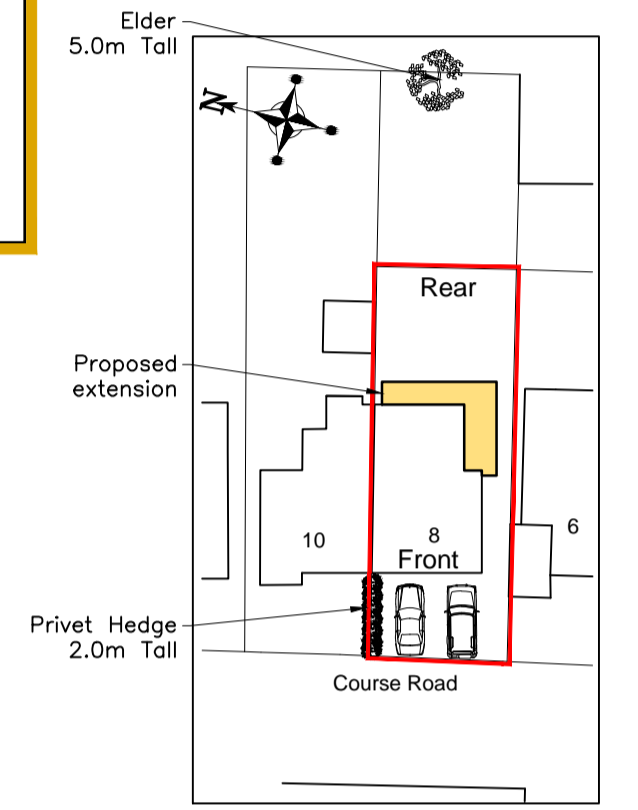 Elder
5.0m Tall
N
Rear
Proposed
extension
10
8
6
Front
Privet Hedge
2.0m Tall
Course Road